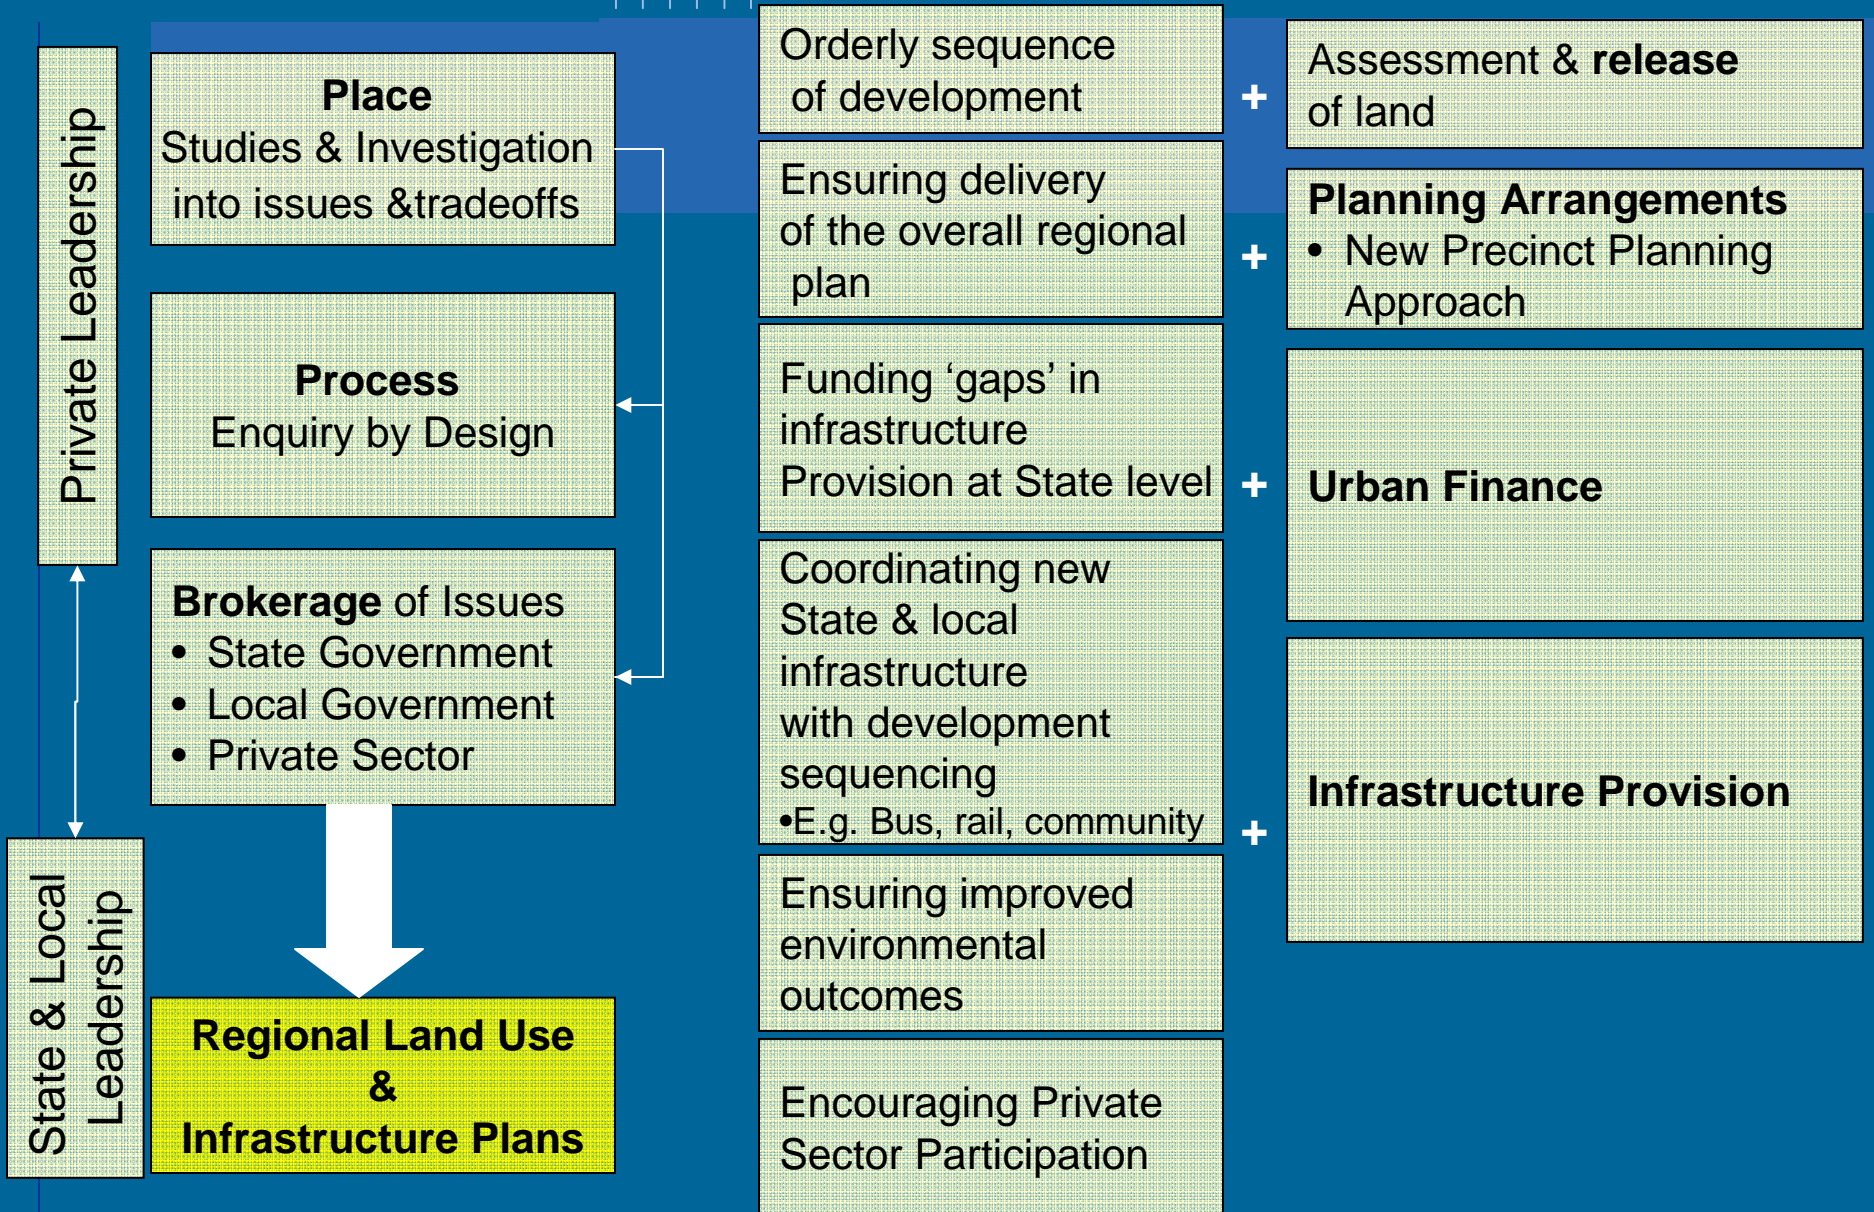 Private Leadership
State & Local
Leadership
Place
Studies & Investigation
into issues &tradeoffs
Process
Enquiry by Design
Brokerage of Issues
• State Government
• Local Government
• Private Sector
Regional Land Use
&
Infrastructure Plans
Orderly sequence
of development
Ensuring delivery
of the overall regional
plan
Funding ‘gaps’ in
infrastructure
Provision at State level
Coordinating new
State & local
infrastructure
with development
sequencing
•E.g. Bus, rail, community
Ensuring improved
environmental
outcomes
Encouraging Private
Sector Participation
+
+
+
+
Assessment & release
of land
Planning Arrangements
• New Precinct Planning
Approach
Urban Finance
Infrastructure Provision